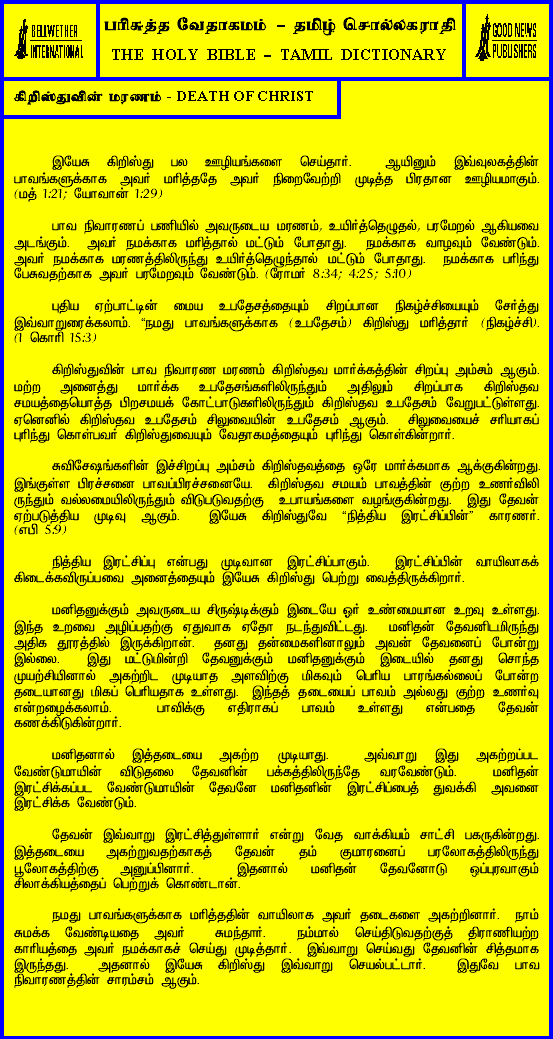 BELLWETHER
INTERNATIONAL
பரிசுத்த வேதாகமம் – தமிழ் சொல்லகராதி
THE HOLY BIBLE – TAMIL DICTIONARY
GOOD NEWS
PUBLISHERS
கிறிஸ்துவின் மரணம் - DEATH OF CHRIST
இயேசு கிறிஸ்து பல ஊழியங்களை செய்தார். ஆயினும் இவ்வுலகத்தின்
பாவங்களுக்காக அவர் மரித்ததே அவர் நிறைவேற்றி முடித்த பிரதான ஊழியமாகும்.
(மத் 1:21; யோவான் 1:29)
பாவ நிவாரணப் பணியில் அவருடைய மரணம், உயிர்த்தெழுதல், பரமேறல் ஆகியவை
அடங்கும். அவர் நமக்காக மரித்தால் மட்டும் போதாது. நமக்காக வாழவும் வேண்டும்.
அவர் நமக்காக மரணத்திலிருந்து உயிர்த்தெழுந்தால் மட்டும் போதாது. நமக்காக பரிந்து
பேசுவதற்காக அவர் பரமேறவும் வேண்டும். (ரோமர் 8:34; 4:25; 5:10)
புதிய ஏற்பாட்டின் மைய உபதேசத்தையும் சிறப்பான நிகழ்ச்சியையும் சேர்த்து
இவ்வாறுரைக்கலாம். “நமது பாவங்களுக்காக (உபதேசம்) கிறிஸ்து மரித்தார் (நிகழ்ச்சி).
(1 கொரி 15:3)
கிறிஸ்துவின் பாவ நிவாரண மரணம் கிறிஸ்தவ மார்க்கத்தின் சிறப்பு அம்சம் ஆகும்.
மற்ற அனைத்து மார்க்க உபதேசங்களிலிருந்தும் அதிலும் சிறப்பாக கிறிஸ்தவ
சமயத்தையொத்த பிறசமயக் கோட்பாடுகளிலிருந்தும் கிறிஸ்தவ உபதேசம் வேறுபட்டுள்ளது.
ஏனெனில் கிறிஸ்தவ உபதேசம் சிலுவையின் உபதேசம் ஆகும். சிலுவையைச் சரியாகப்
புரிந்து கொள்பவர் கிறிஸ்துவையும் வேதாகமத்தையும் புரிந்து கொள்கின்றார்.
சுவிசேஷங்களின் இச்சிறப்பு அம்சம் கிறிஸ்தவத்தை ஒரே மார்க்கமாக ஆக்குகின்றது.
இங்குள்ள பிரச்சனை பாவப்பிரச்சனையே. கிறிஸ்தவ சமயம் பாவத்தின் குற்ற உணர்விலி
ருந்தும் வல்லமையிலிருந்தும் விடுபடுவதற்கு உபாயங்களை வழங்குகின்றது. இது தேவன்
ஏற்படுத்திய முடிவு ஆகும். இயேசு கிறிஸ்துவே “நித்திய இரட்சிப்பின்” காரணர்.
(எபி 5:9)
நித்திய இரட்சிப்பு என்பது முடிவான இரட்சிப்பாகும். இரட்சிப்பின் வாயிலாகக்
கிடைக்கவிருப்பவை அனைத்தையும் இயேசு கிறிஸ்து பெற்று வைத்திருக்கிறார்.
மனிதனுக்கும் அவருடைய சிருஷ்டிக்கும் இடையே ஓர் உண்மையான உறவு உள்ளது.
இந்த உறவை அழிப்பதற்கு ஏதுவாக ஏதோ நடந்துவிட்டது. மனிதன் தேவனிடமிருந்து
அதிக தூரத்தில் இருக்கிறான். தனது தன்மைகளினாலும் அவன் தேவனைப் போன்று
இல்லை. இது மட்டுமின்றி தேவனுக்கும் மனிதனுக்கும் இடையில் தனது சொந்த
முயற்சியினால் அகற்றிட முடியாத அளவிற்கு மிகவும் பெரிய பாரங்கல்லைப் போன்ற
தடையானது மிகப் பெரியதாக உள்ளது. இந்தத் தடையைப் பாவம் அல்லது குற்ற உணர்வு
என்றழைக்கலாம். பாவிக்கு எதிராகப் பாவம் உள்ளது என்பதை தேவன்
கணக்கிடுகின்றார்.
மனிதனால் இத்தடையை அகற்ற முடியாது. அவ்வாறு இது அகற்றப்பட
வேண்டுமாயின் விடுதலை தேவனின் பக்கத்திலிருந்தே வரவேண்டும். மனிதன்
இரட்சிக்கப்பட வேண்டுமாயின் தேவனே மனிதனின் இரட்சிப்பைத் துவக்கி அவனை
இரட்சிக்க வேண்டும்.
தேவன் இவ்வாறு இரட்சித்துள்ளார் என்று வேத வாக்கியம் சாட்சி பகருகின்றது.
இத்தடையை அகற்றுவதற்காகத் தேவன் தம் குமாரனைப் பரலோகத்திலிருந்து
பூலோகத்திற்கு அனுப்பினார். இதனால் மனிதன் தேவனோடு ஒப்புரவாகும்
சிலாக்கியத்தைப் பெற்றுக் கொண்டான்.
நமது பாவங்களுக்காக மரித்ததின் வாயிலாக அவர் தடைகளை அகற்றினார். நாம்
சுமக்க வேண்டியதை அவர் சுமந்தார். நம்மால் செய்திடுவதற்குத் திராணியற்ற
காரியத்தை அவர் நமக்காகச் செய்து முடித்தார். இவ்வாறு செய்வது தேவனின் சித்தமாக
இருந்தது. அதனால் இயேசு கிறிஸ்து இவ்வாறு செயல்பட்டார். இதுவே பாவ
நிவாரணத்தின் சாராம்சம் ஆகும்.